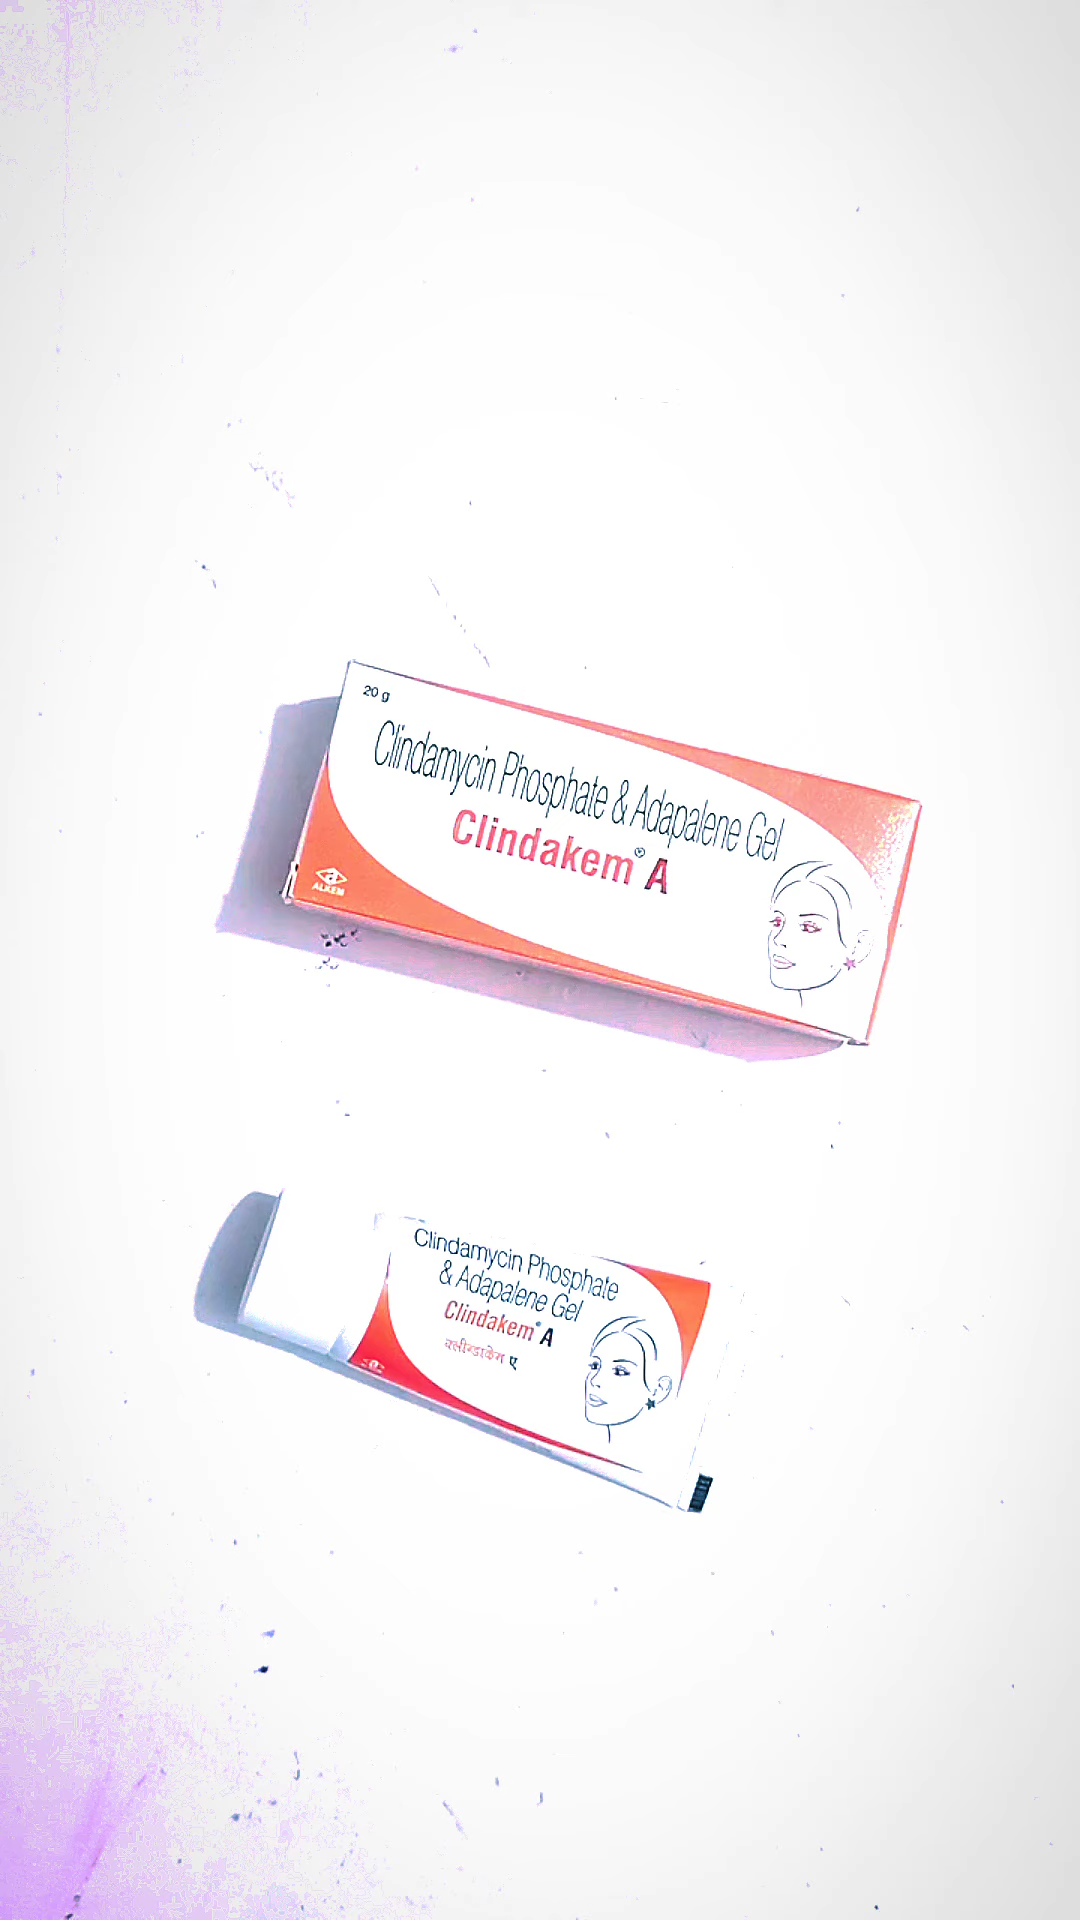 20 g
Clindamycin Phosphate & Adapalene Gel
Clindakem® A
ALKEM
Clindamycin Phosphate
& Adapalene Gel
Clindakem® A
क्लीन्डाकेम ए